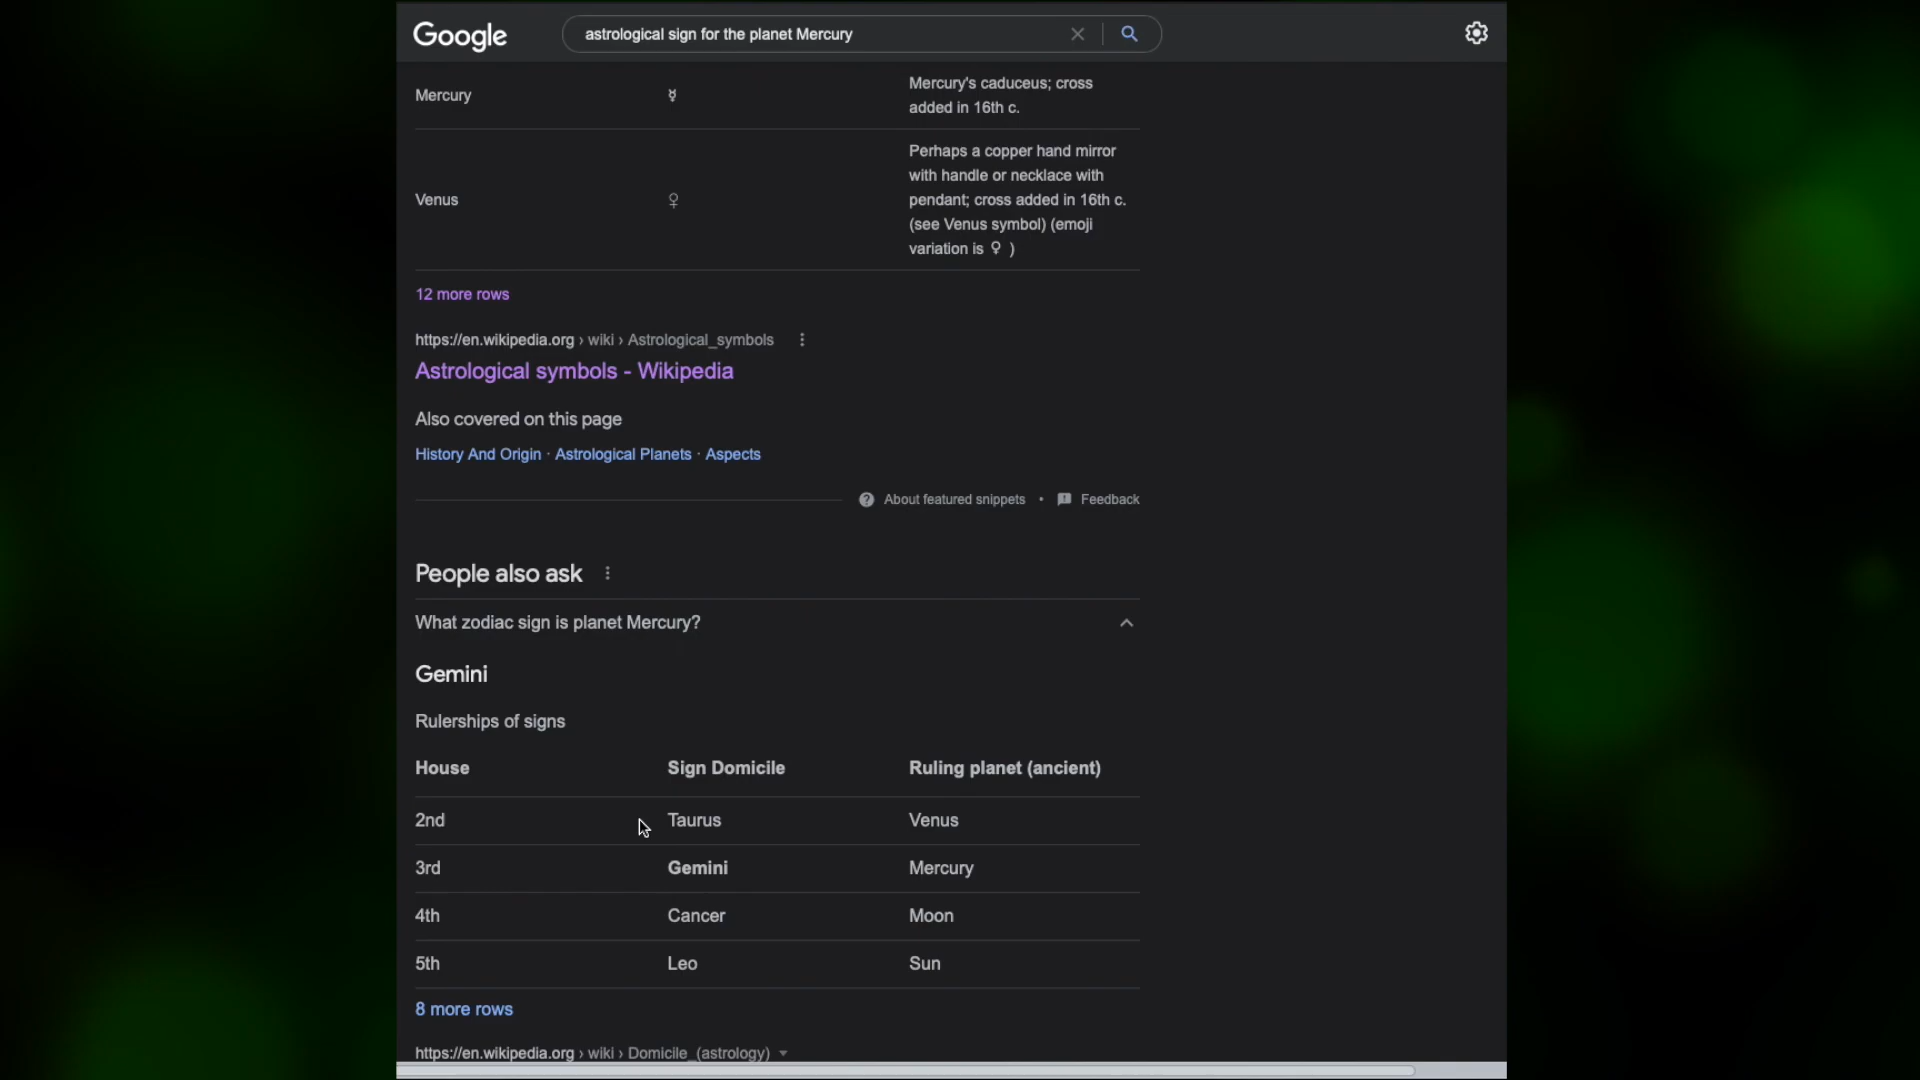 Google
astrological sign for the planet Mercury
Mercury
☿
Mercury's caduceus; cross
added in 16th c.
Venus
♀
Perhaps a copper hand mirror
with handle or necklace with
pendant; cross added in 16th c.
(see Venus symbol) (emoji
variation is ♀ )
12 more rows
https://en.wikipedia.org › wiki › Astrological_symbols
Astrological symbols - Wikipedia
Also covered on this page
History And Origin · Astrological Planets · Aspects
About featured snippets • Feedback
People also ask
What zodiac sign is planet Mercury?
Gemini
Rulerships of signs
House Sign Domicile Ruling planet (ancient)
2nd Taurus Venus
3rd Gemini Mercury
4th Cancer Moon
5th Leo Sun
8 more rows
https://en.wikipedia.org › wiki › Domicile_(astrology)